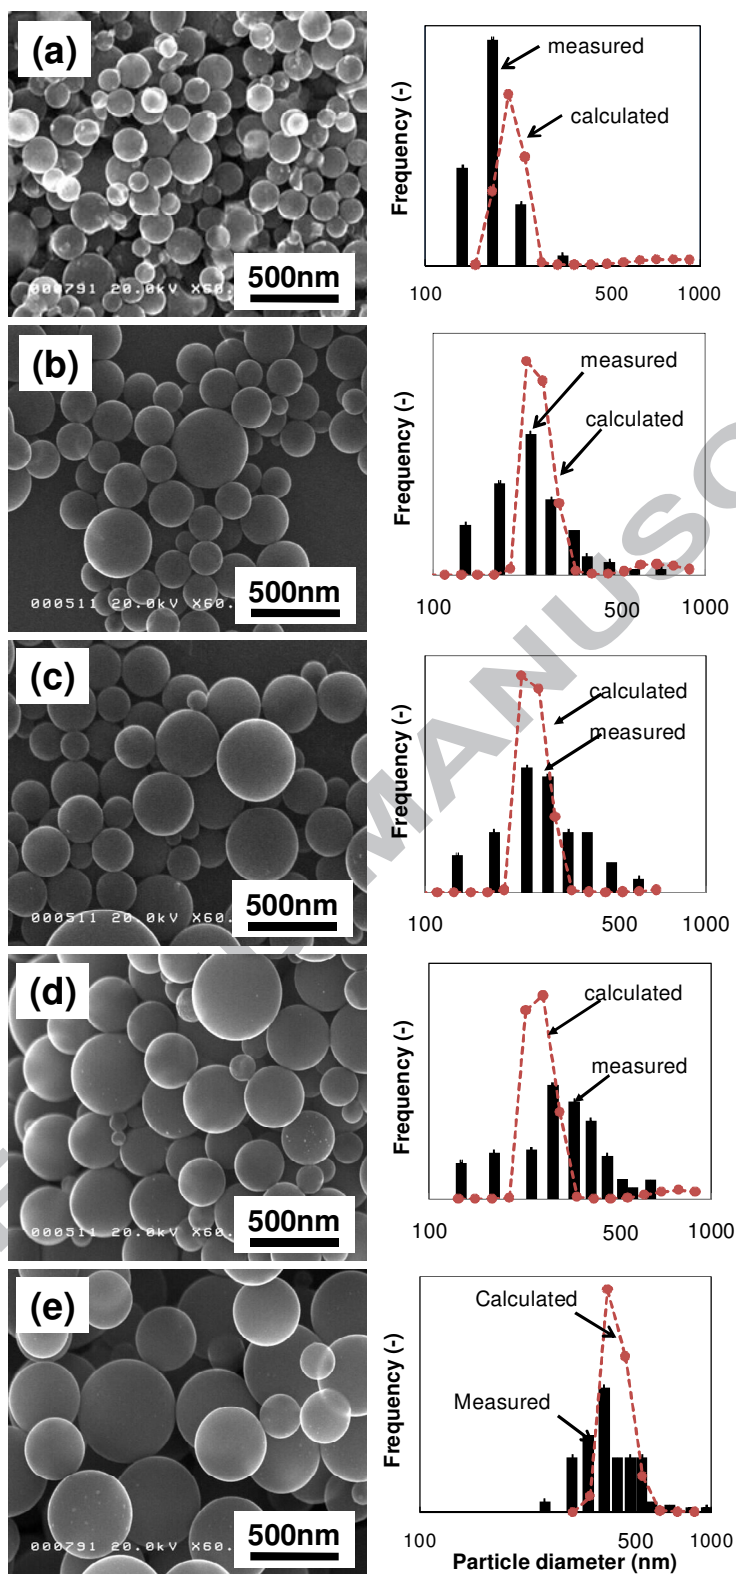 (a)
000791 20.0kV X60.
500nm
measured
calculated
Frequency (-)
100 500 1000
(b)
000511 20.0kV X60.
500nm
measured
calculated
Frequency (-)
100 500 1000
(c)
000511 20.0kV X60.
500nm
calculated
measured
Frequency (-)
100 500 1000
(d)
000511 20.0kV X60.
500nm
calculated
measured
Frequency (-)
100 500 1000
(e)
000791 20.0kV X60.
500nm
Calculated
Measured
Frequency (-)
100 500 1000
Particle diameter (nm)
MANUSC